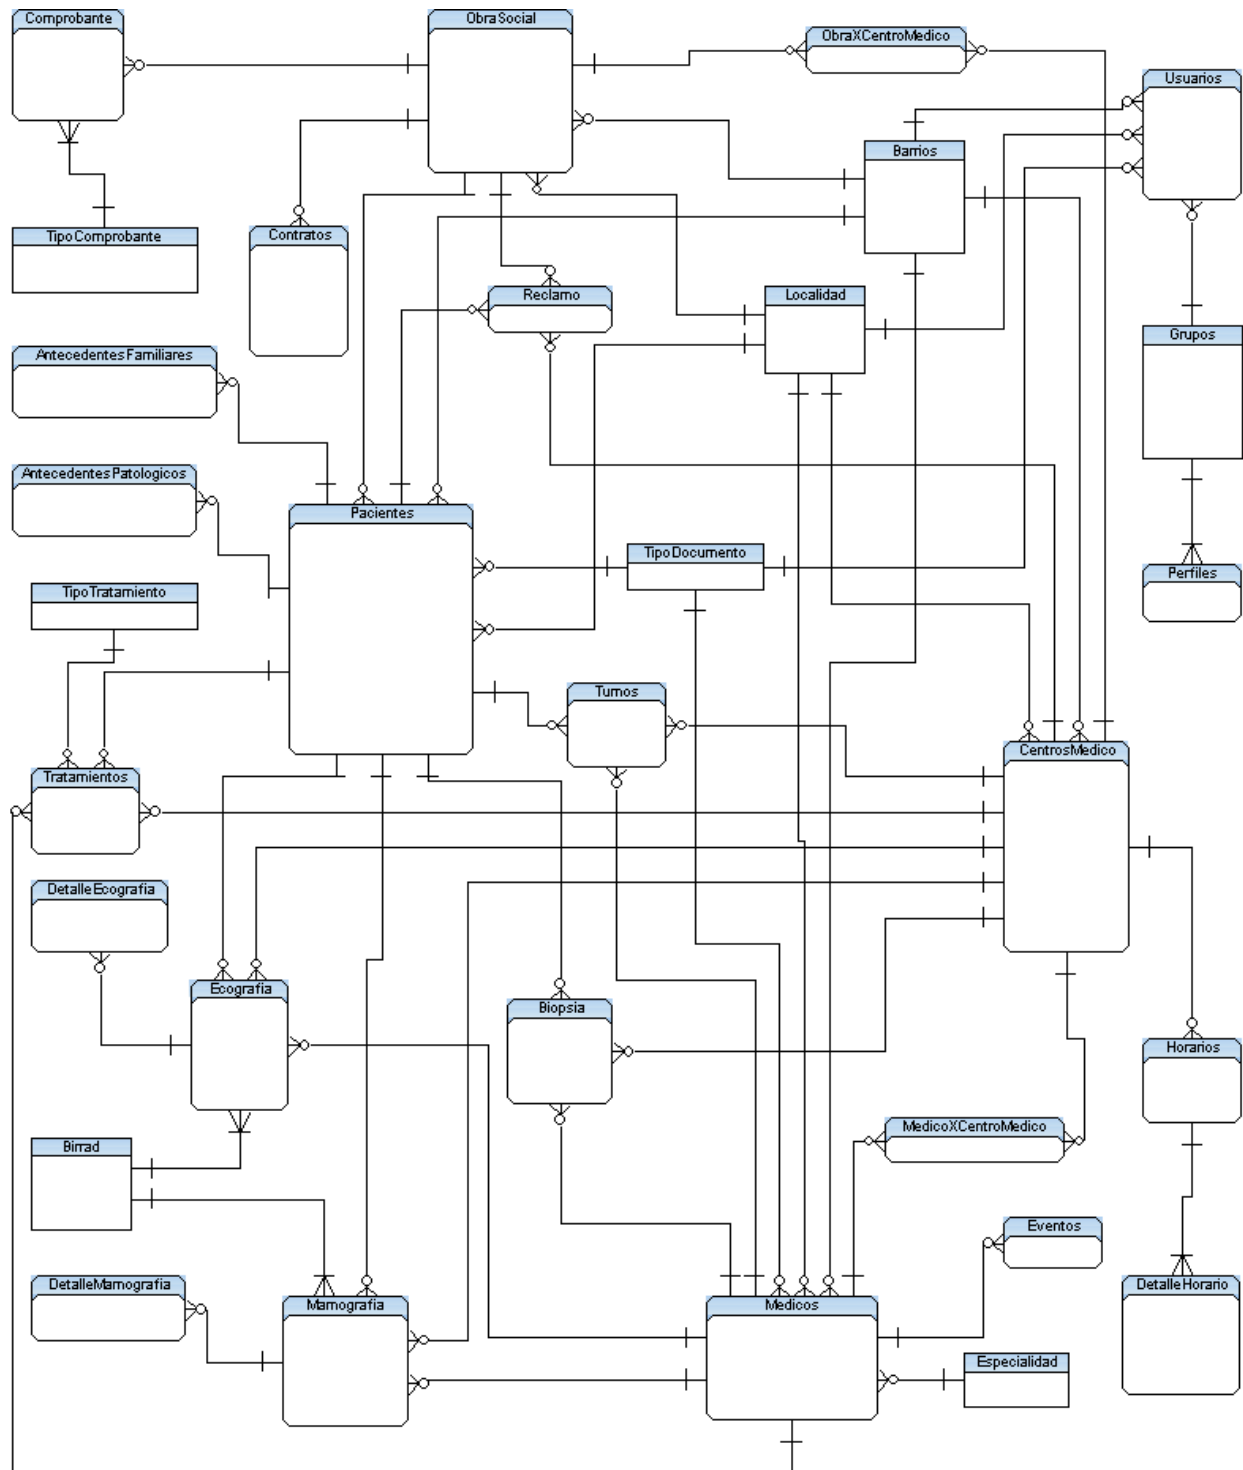 Comprobante
ObraSocial
ObraXCentroMedico
Usuarios
Barrios
TipoComprobante
Contratos
Reclamo
Localidad
Grupos
AntecedentesFamiliares
AntecedentesPatologicos
Pacientes
TipoDocumento
Perfiles
TipoTratamiento
Turnos
CentrosMedico
Tratamientos
DetalleEcografia
Ecografia
Biopsia
Horarios
MedicoXCentroMedico
Birrad
Eventos
DetalleMamografia
Mamografia
Medicos
DetalleHorario
Especialidad